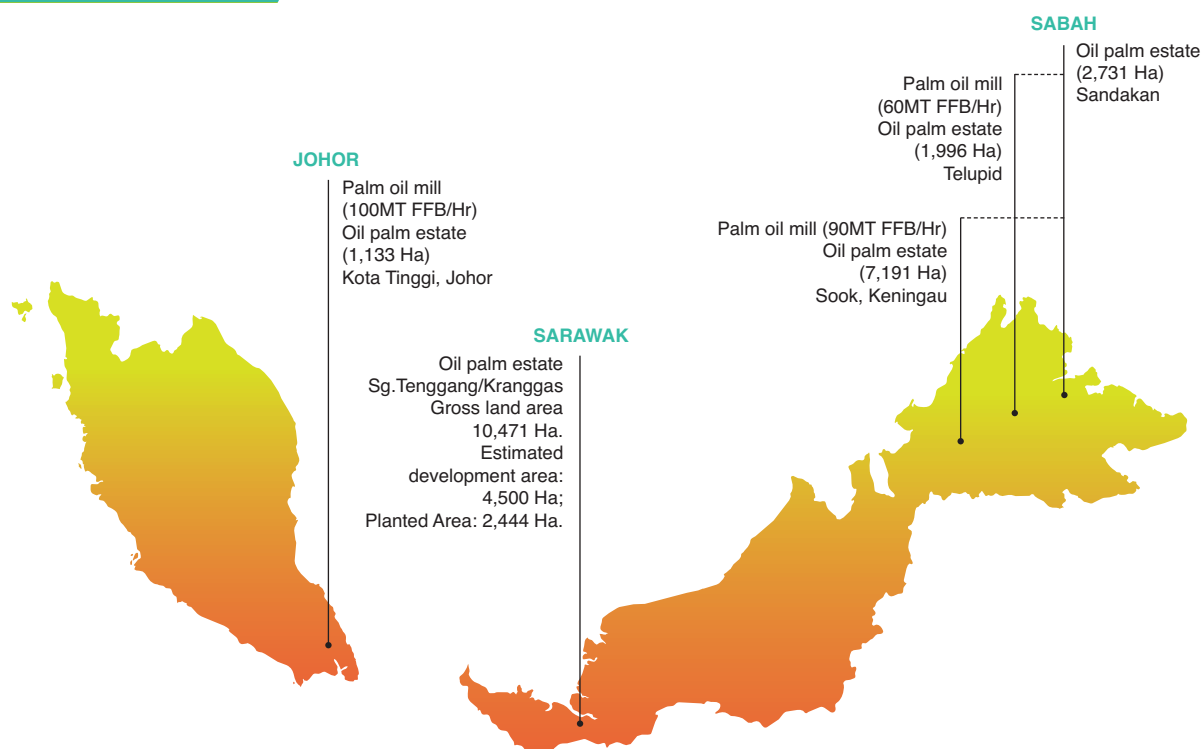 SABAH
Oil palm estate
(2,731 Ha)
Sandakan
Palm oil mill
(60MT FFB/Hr)
Oil palm estate
(1,996 Ha)
Telupid
Palm oil mill (90MT FFB/Hr)
Oil palm estate
(7,191 Ha)
Sook, Keningau
JOHOR
Palm oil mill
(100MT FFB/Hr)
Oil palm estate
(1,133 Ha)
Kota Tinggi, Johor
SARAWAK
Oil palm estate
Sg.Tenggang/Kranggas
Gross land area
10,471 Ha.
Estimated
development area:
4,500 Ha;
Planted Area: 2,444 Ha.